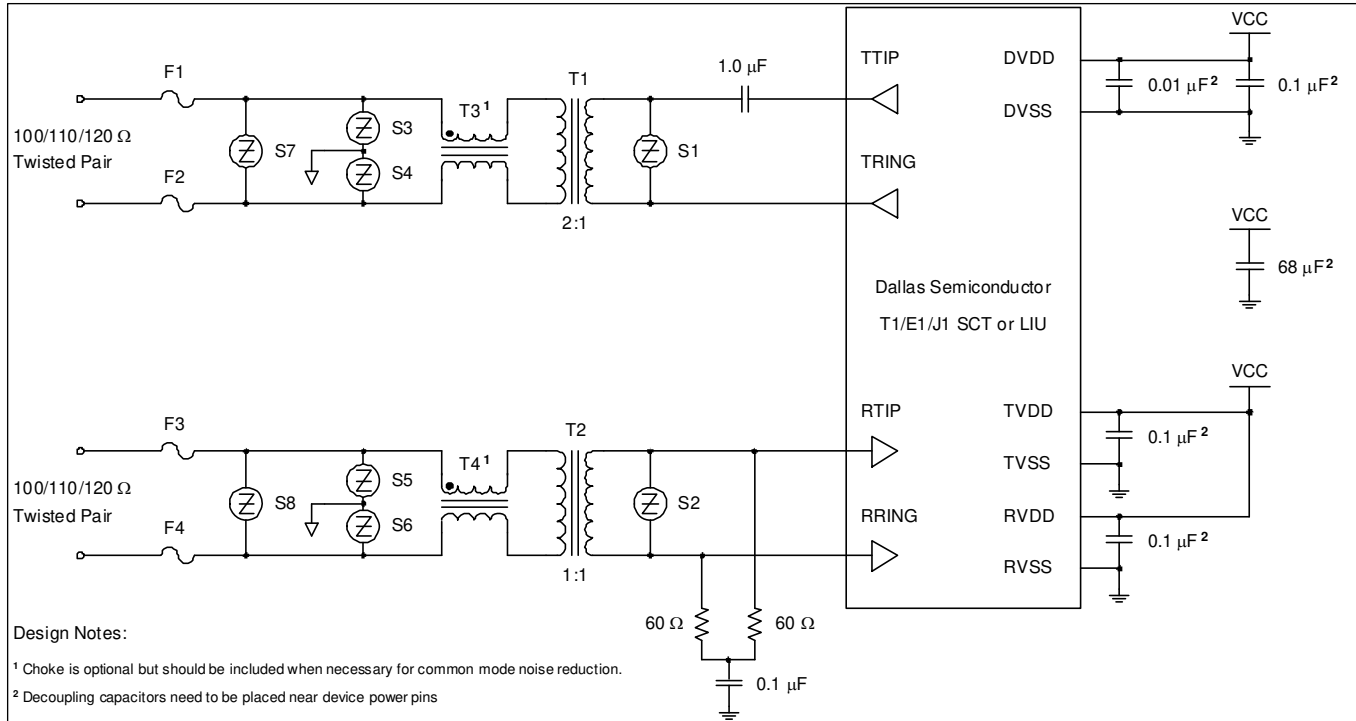 F1
100/110/120 Ω
Twisted Pair
F2
S7
S3
S4
T3¹
T1
2:1
S1
1.0 µF
TTIP
TRING
Dallas Semiconductor
T1/E1/J1 SCT or LIU
DVDD
DVSS
VCC
0.01 µF²
0.1 µF²
VCC
68 µF²
F3
100/110/120 Ω
Twisted Pair
F4
S8
S5
S6
T4¹
T2
1:1
S2
RTIP
RRING
60 Ω
60 Ω
0.1 µF
TVDD
TVSS
RVDD
RVSS
VCC
0.1 µF²
0.1 µF²
Design Notes:
¹ Choke is optional but should be included when necessary for common mode noise reduction.
² Decoupling capacitors need to be placed near device power pins